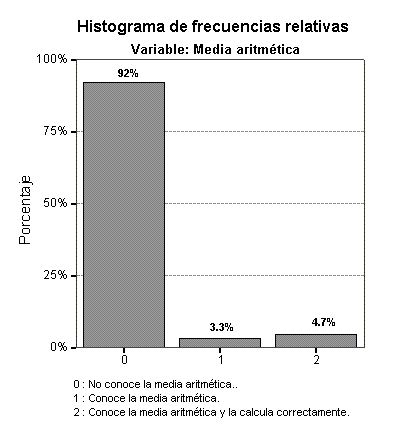 Histograma de frecuencias relativas
Variable: Media aritmética
100%
92%
75%
50%
25%
0%
Porcentaje
3.3%
4.7%
0
1
2
0 : No conoce la media aritmética..
1 : Conoce la media aritmética.
2 : Conoce la media aritmética y la calcula correctamente.